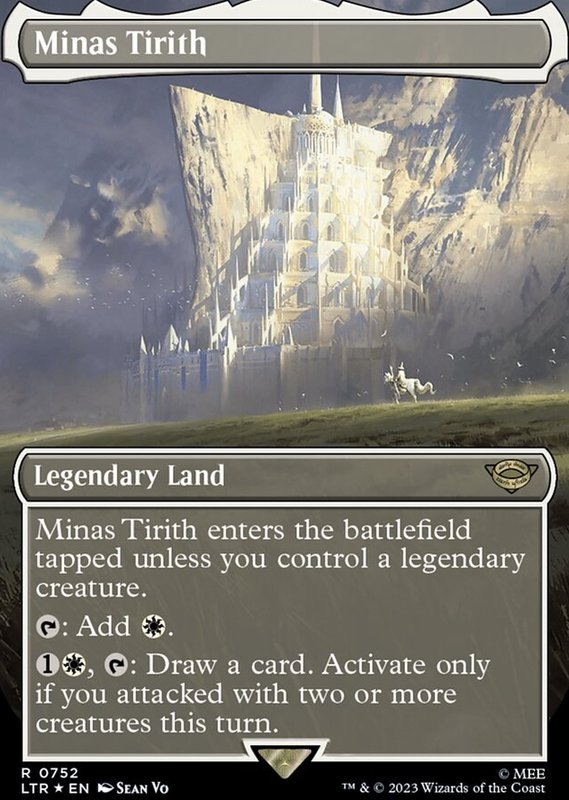 Minas Tirith
Legendary Land
Minas Tirith enters the battlefield
tapped unless you control a legendary
creature.
: Add .
1, : Draw a card. Activate only
if you attacked with two or more
creatures this turn.
R 0752
LTR ★ EN Sean Vo
© MEE
™ & © 2023 Wizards of the Coast